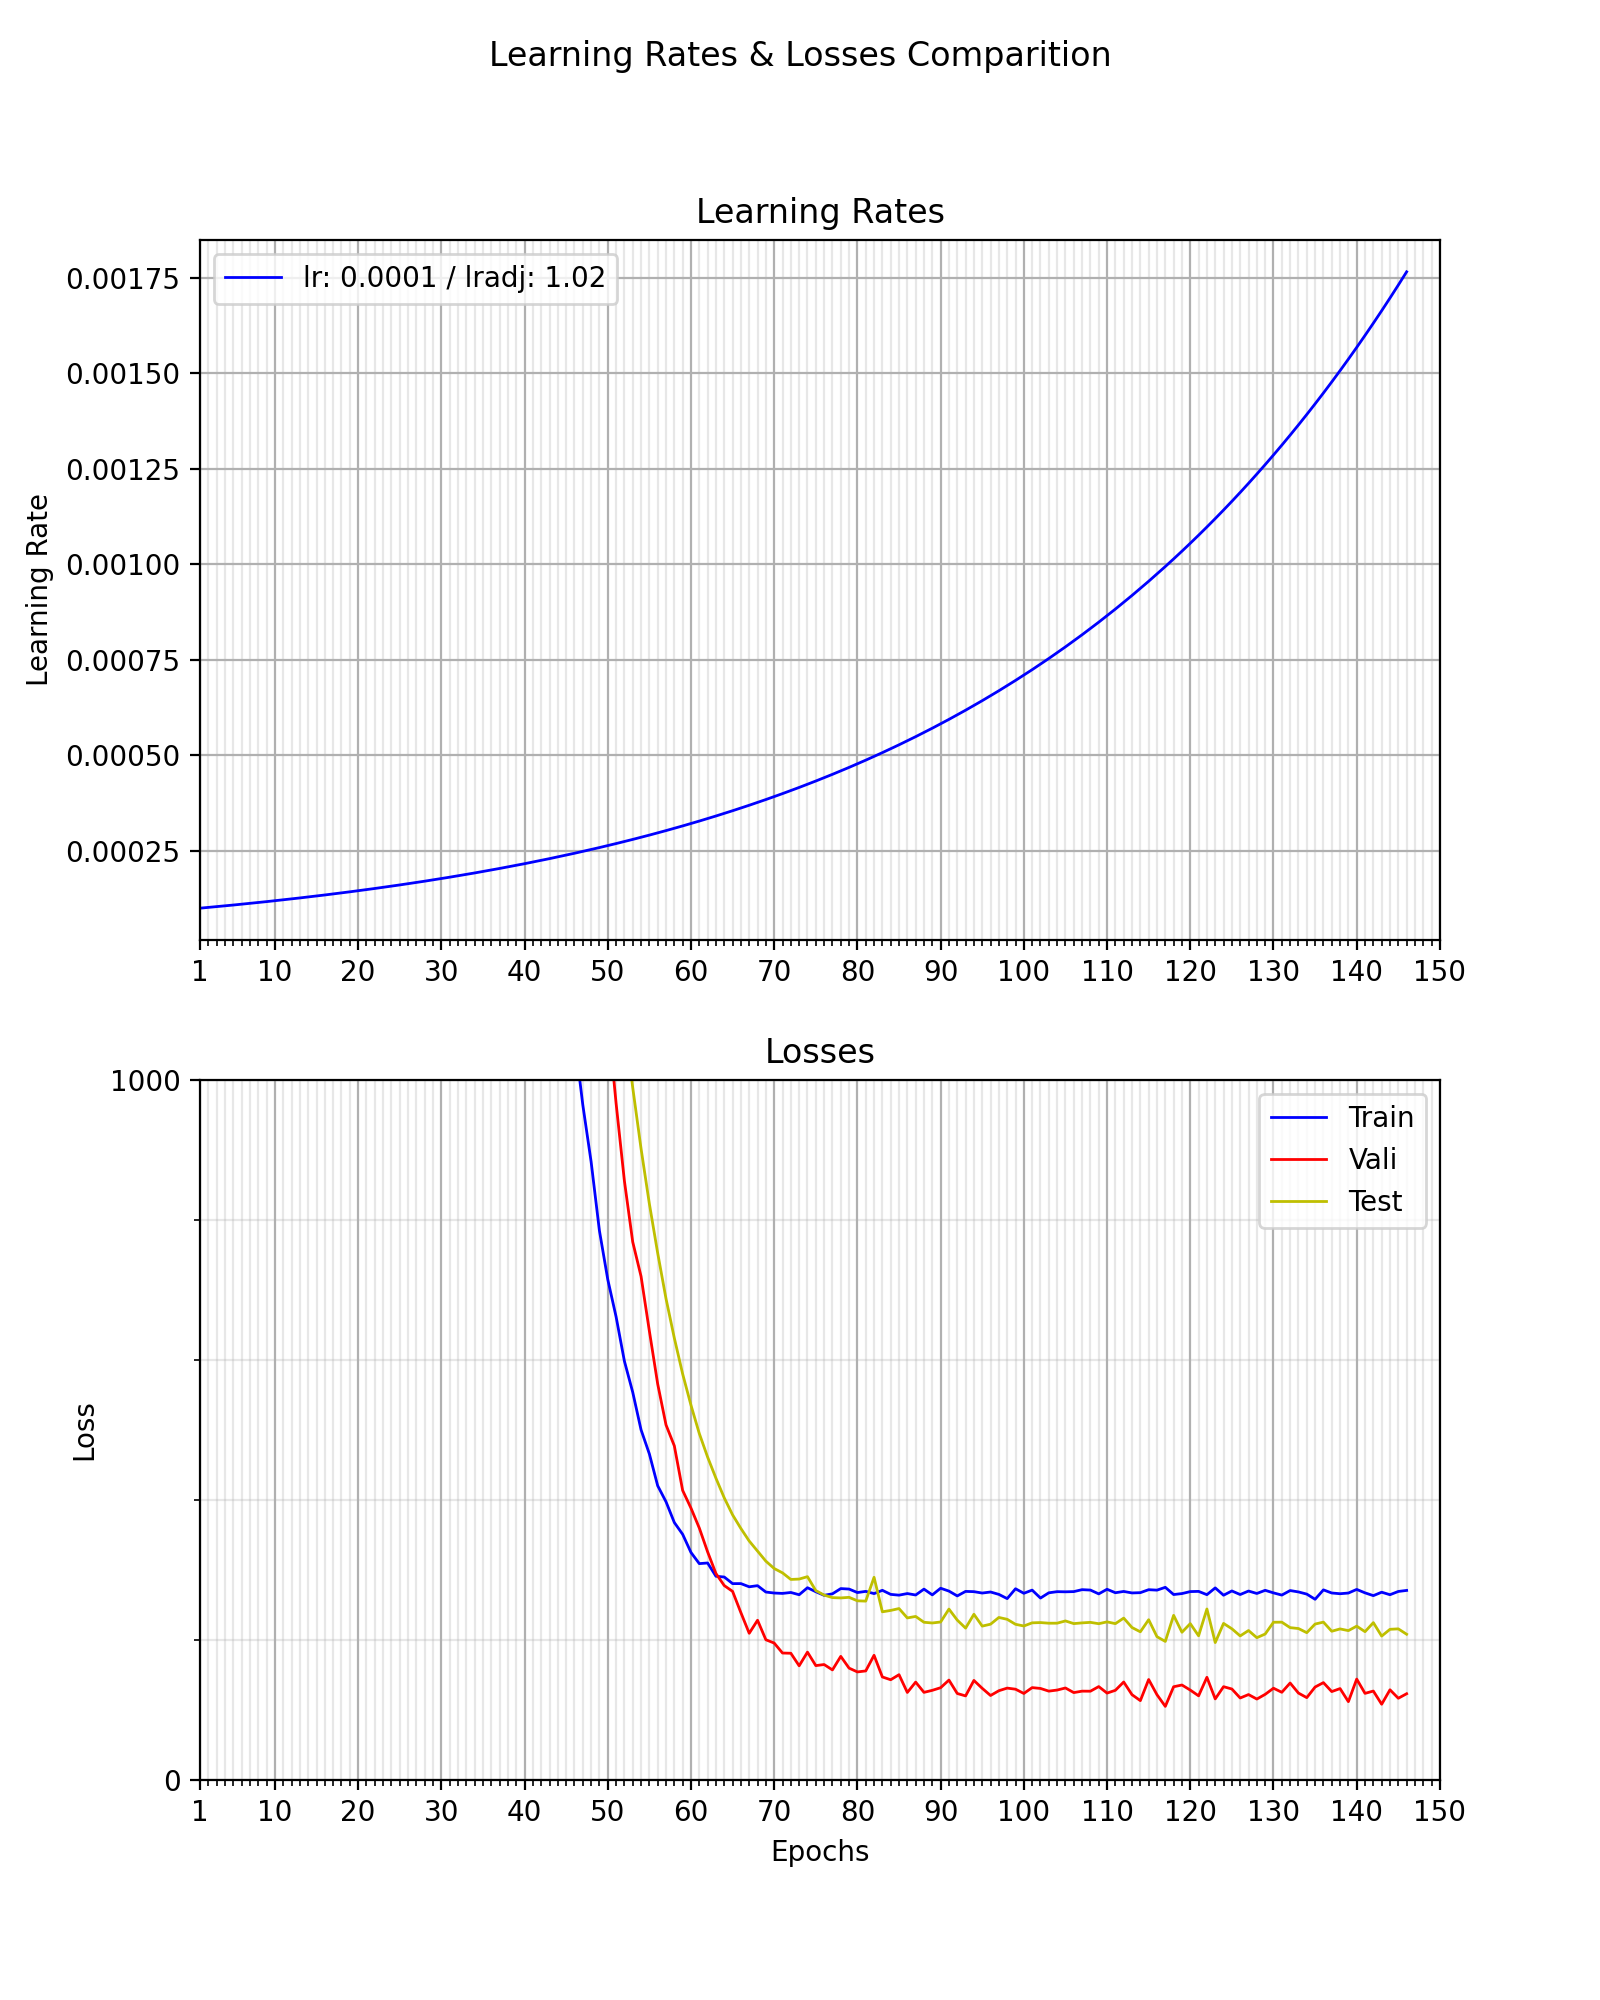 Learning Rates & Losses Comparition
Learning Rates
lr: 0.0001 / lradj: 1.02
0.00175
0.00150
0.00125
0.00100
0.00075
0.00050
0.00025
Learning Rate
1 10 20 30 40 50 60 70 80 90 100 110 120 130 140 150
Losses
1000
0
Loss
Train
Vali
Test
1 10 20 30 40 50 60 70 80 90 100 110 120 130 140 150
Epochs